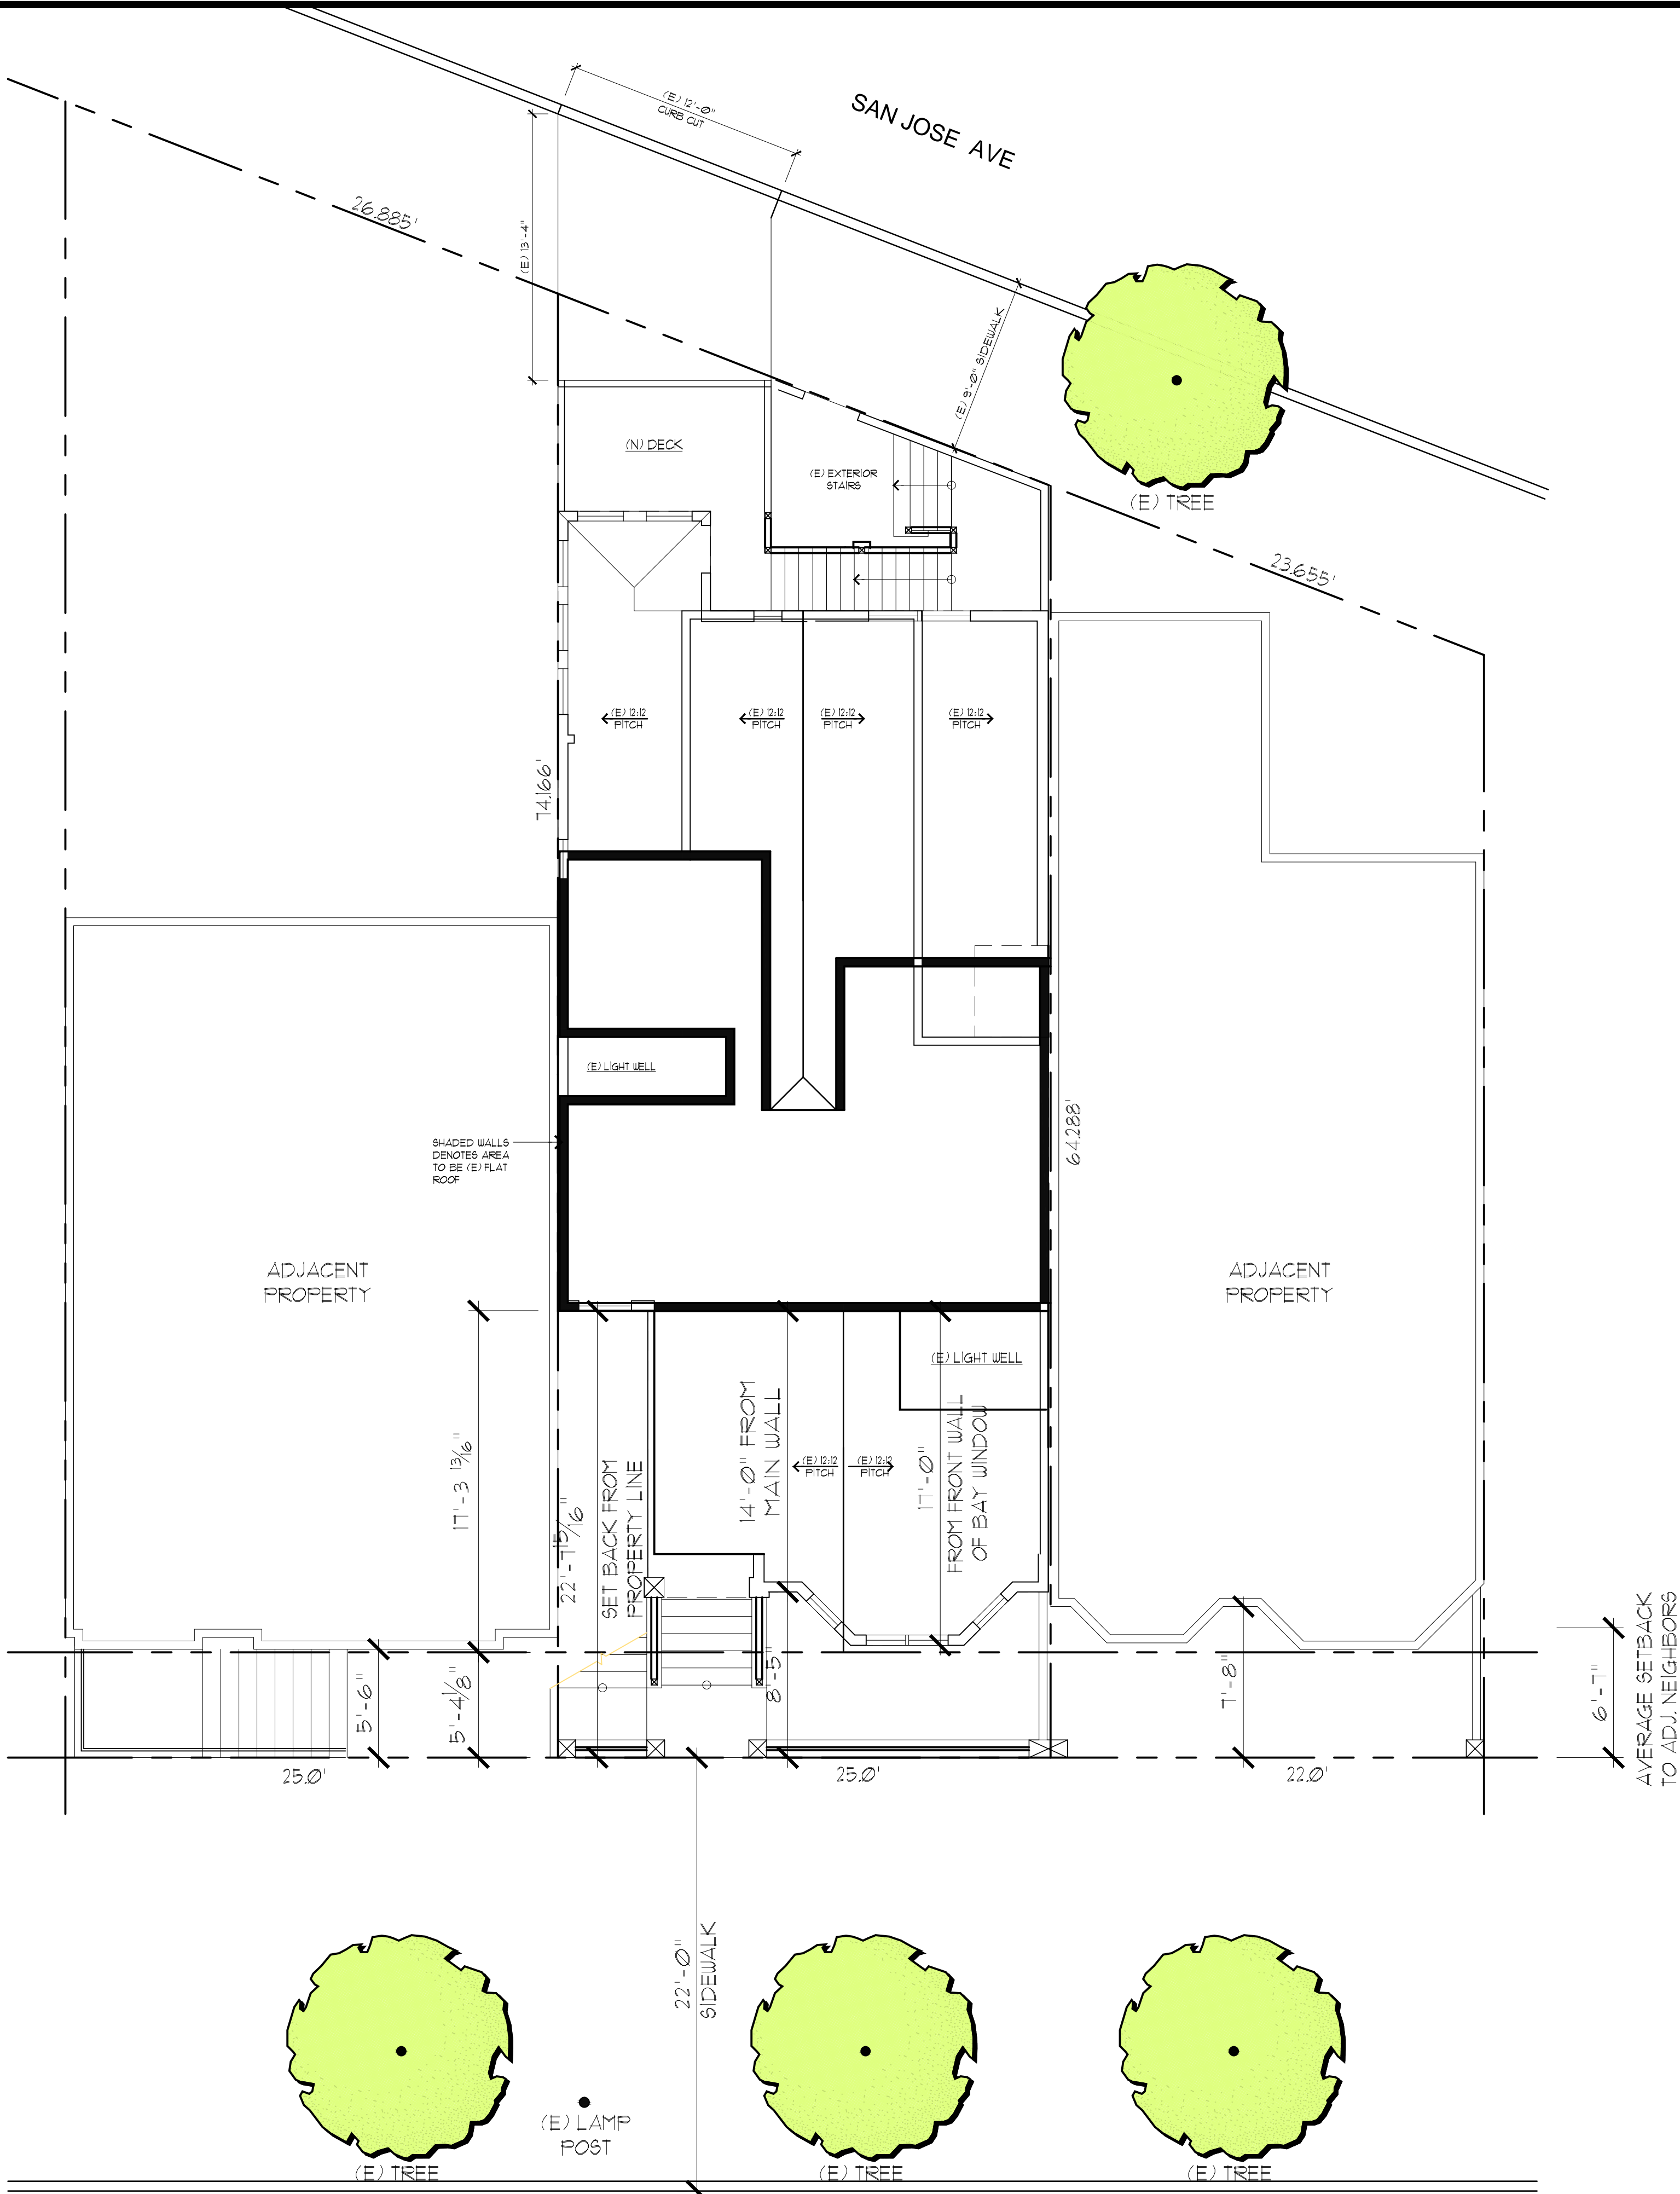 SAN JOSE AVE
(E) 12'-0"
CURB CUT
26.885'
(E) 13'-4"
(E) 9'-0" SIDEWALK
(E) TREE
(N) DECK
(E) EXTERIOR
STAIRS
23.655'
(E) 12:12
PITCH
(E) 12:12
PITCH
(E) 12:12
PITCH
(E) 12:12
PITCH
74.166'
(E) LIGHT WELL
64.288'
SHADED WALLS
DENOTES AREA
TO BE (E) FLAT
ROOF
ADJACENT
PROPERTY
ADJACENT
PROPERTY
(E) LIGHT WELL
17'-3 13/16"
22'-7 15/16"
SET BACK FROM
PROPERTY LINE
14'-0" FROM
MAIN WALL
(E) 12:12
PITCH
(E) 12:12
PITCH
17'-0"
FROM FRONT WALL
OF BAY WINDOW
5'-6"
5'-4 1/8"
8'-5"
7'-8"
6'-7"
AVERAGE SETBACK
TO ADJ. NEIGHBORS
25.0'
25.0'
22.0'
22'-0"
SIDEWALK
(E) LAMP
POST
(E) TREE
(E) TREE
(E) TREE